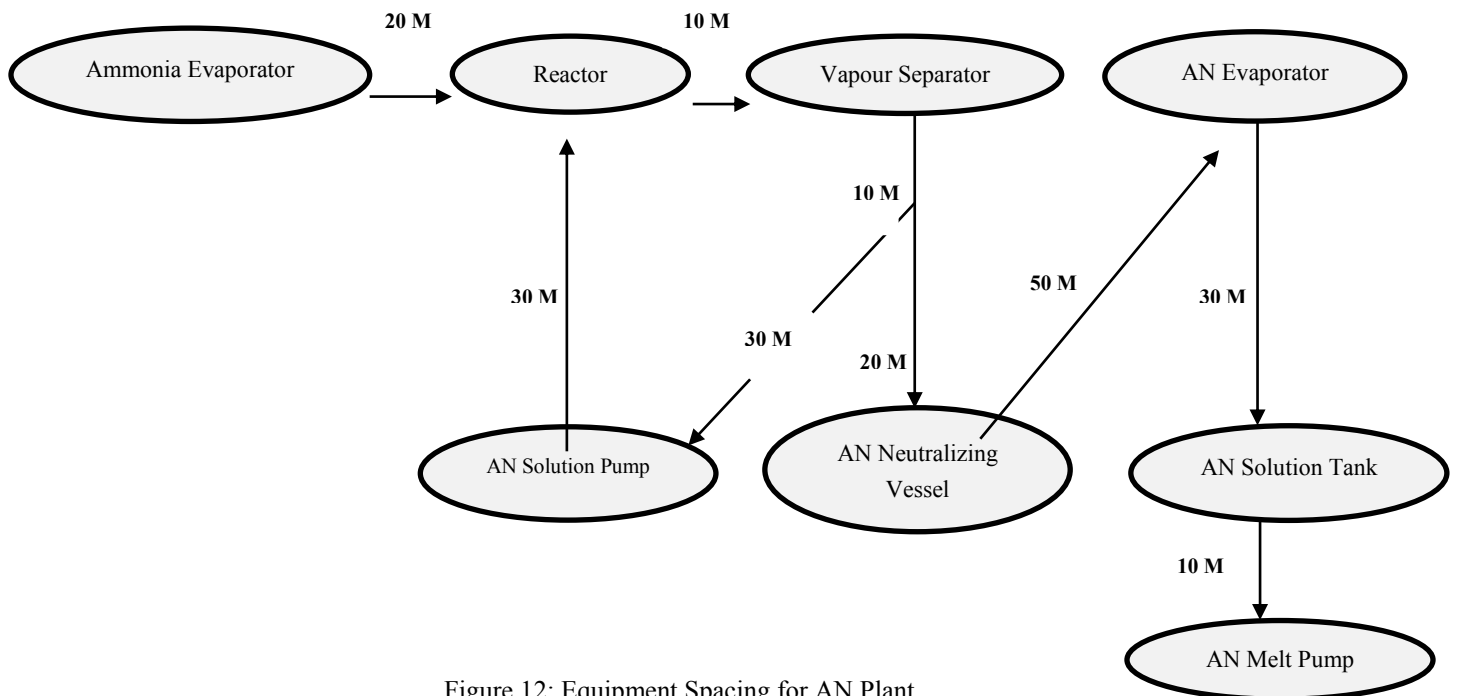 20 M
10 M
Ammonia Evaporator
Reactor
Vapour Separator
AN Evaporator
10 M
30 M
50 M
30 M
30 M
20 M
AN Solution Pump
AN Neutralizing
Vessel
AN Solution Tank
10 M
AN Melt Pump
Figure 12: Equipment Spacing for AN Plant